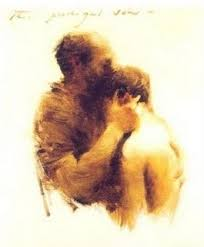 The prodigal son -